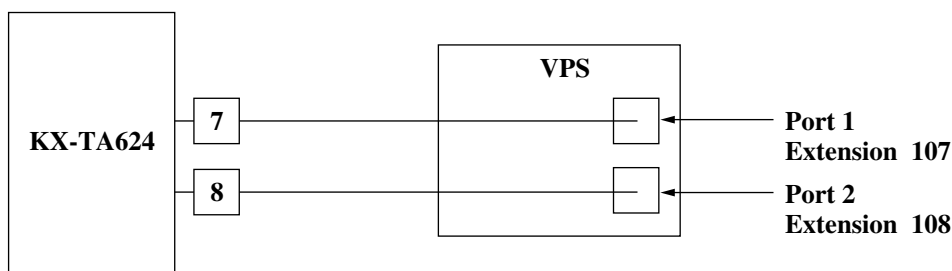 VPS
KX-TA624
7
Port 1
Extension 107
8
Port 2
Extension 108